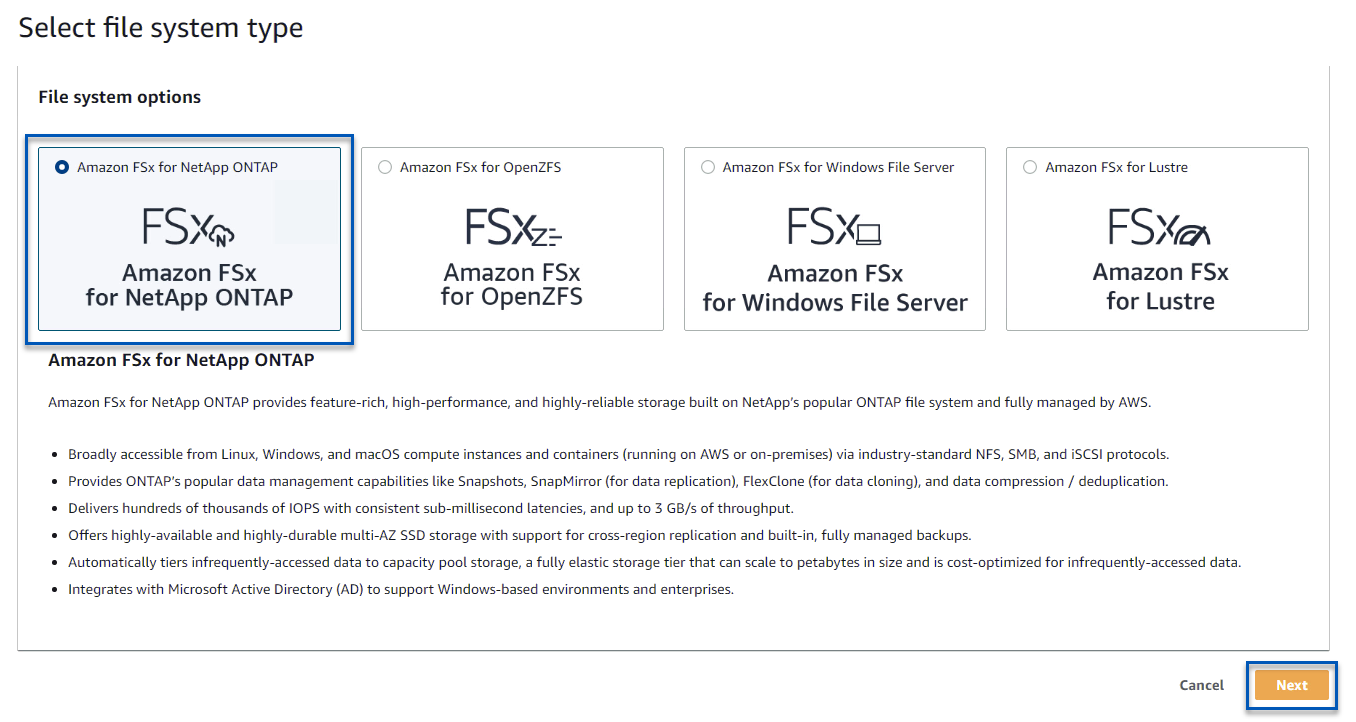 Select file system type
File system options
Amazon FSx for NetApp ONTAP
Amazon FSx for OpenZFS
Amazon FSx for Windows File Server
Amazon FSx for Lustre
FSx N
Amazon FSx
for NetApp ONTAP
FSx Z
Amazon FSx
for OpenZFS
FSx
Amazon FSx
for Windows File Server
FSx
Amazon FSx
for Lustre
Amazon FSx for NetApp ONTAP
Amazon FSx for NetApp ONTAP provides feature-rich, high-performance, and highly-reliable storage built on NetApp’s popular ONTAP file system and fully managed by AWS.
• Broadly accessible from Linux, Windows, and macOS compute instances and containers (running on AWS or on-premises) via industry-standard NFS, SMB, and iSCSI protocols.
• Provides ONTAP’s popular data management capabilities like Snapshots, SnapMirror (for data replication), FlexClone (for data cloning), and data compression / deduplication.
• Delivers hundreds of thousands of IOPS with consistent sub-millisecond latencies, and up to 3 GB/s of throughput.
• Offers highly-available and highly-durable multi-AZ SSD storage with support for cross-region replication and built-in, fully managed backups.
• Automatically tiers infrequently-accessed data to capacity pool storage, a fully elastic storage tier that can scale to petabytes in size and is cost-optimized for infrequently-accessed data.
• Integrates with Microsoft Active Directory (AD) to support Windows-based environments and enterprises.
Cancel
Next